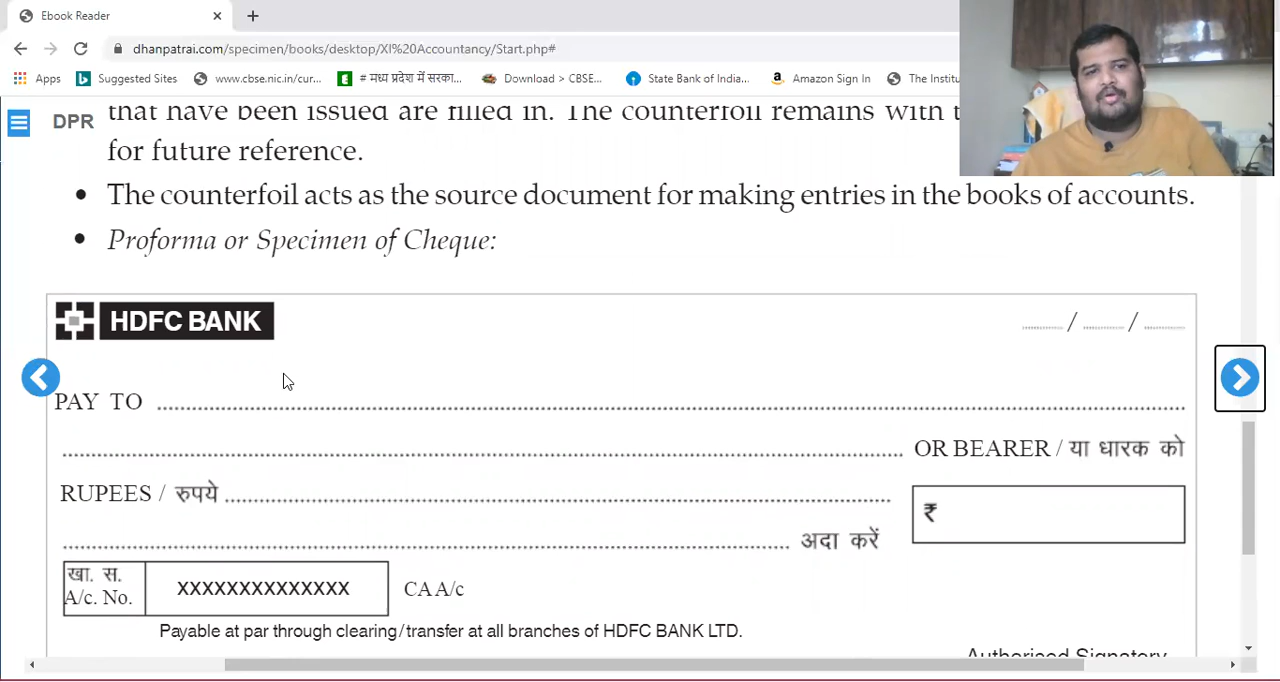 Ebook Reader
dhanpatrai.com/specimen/books/desktop/XI%20Accountancy/Start.php#
Apps Suggested Sites www.cbse.nic.in/cur... # मध्य प्रदेश में सरका... Download > CBSE... State Bank of India... Amazon Sign In The Institu
DPR
that have been issued are filled in. The counterfoil remains with
for future reference.
• The counterfoil acts as the source document for making entries in the books of accounts.
• Proforma or Specimen of Cheque:
HDFC BANK
/ /
PAY TO
OR BEARER / या धारक को
RUPEES / रुपये
₹
अदा करें
खा. स.
A/c. No.
XXXXXXXXXXXXXX
CA A/c
Payable at par through clearing/transfer at all branches of HDFC BANK LTD.
Authorised Signatory